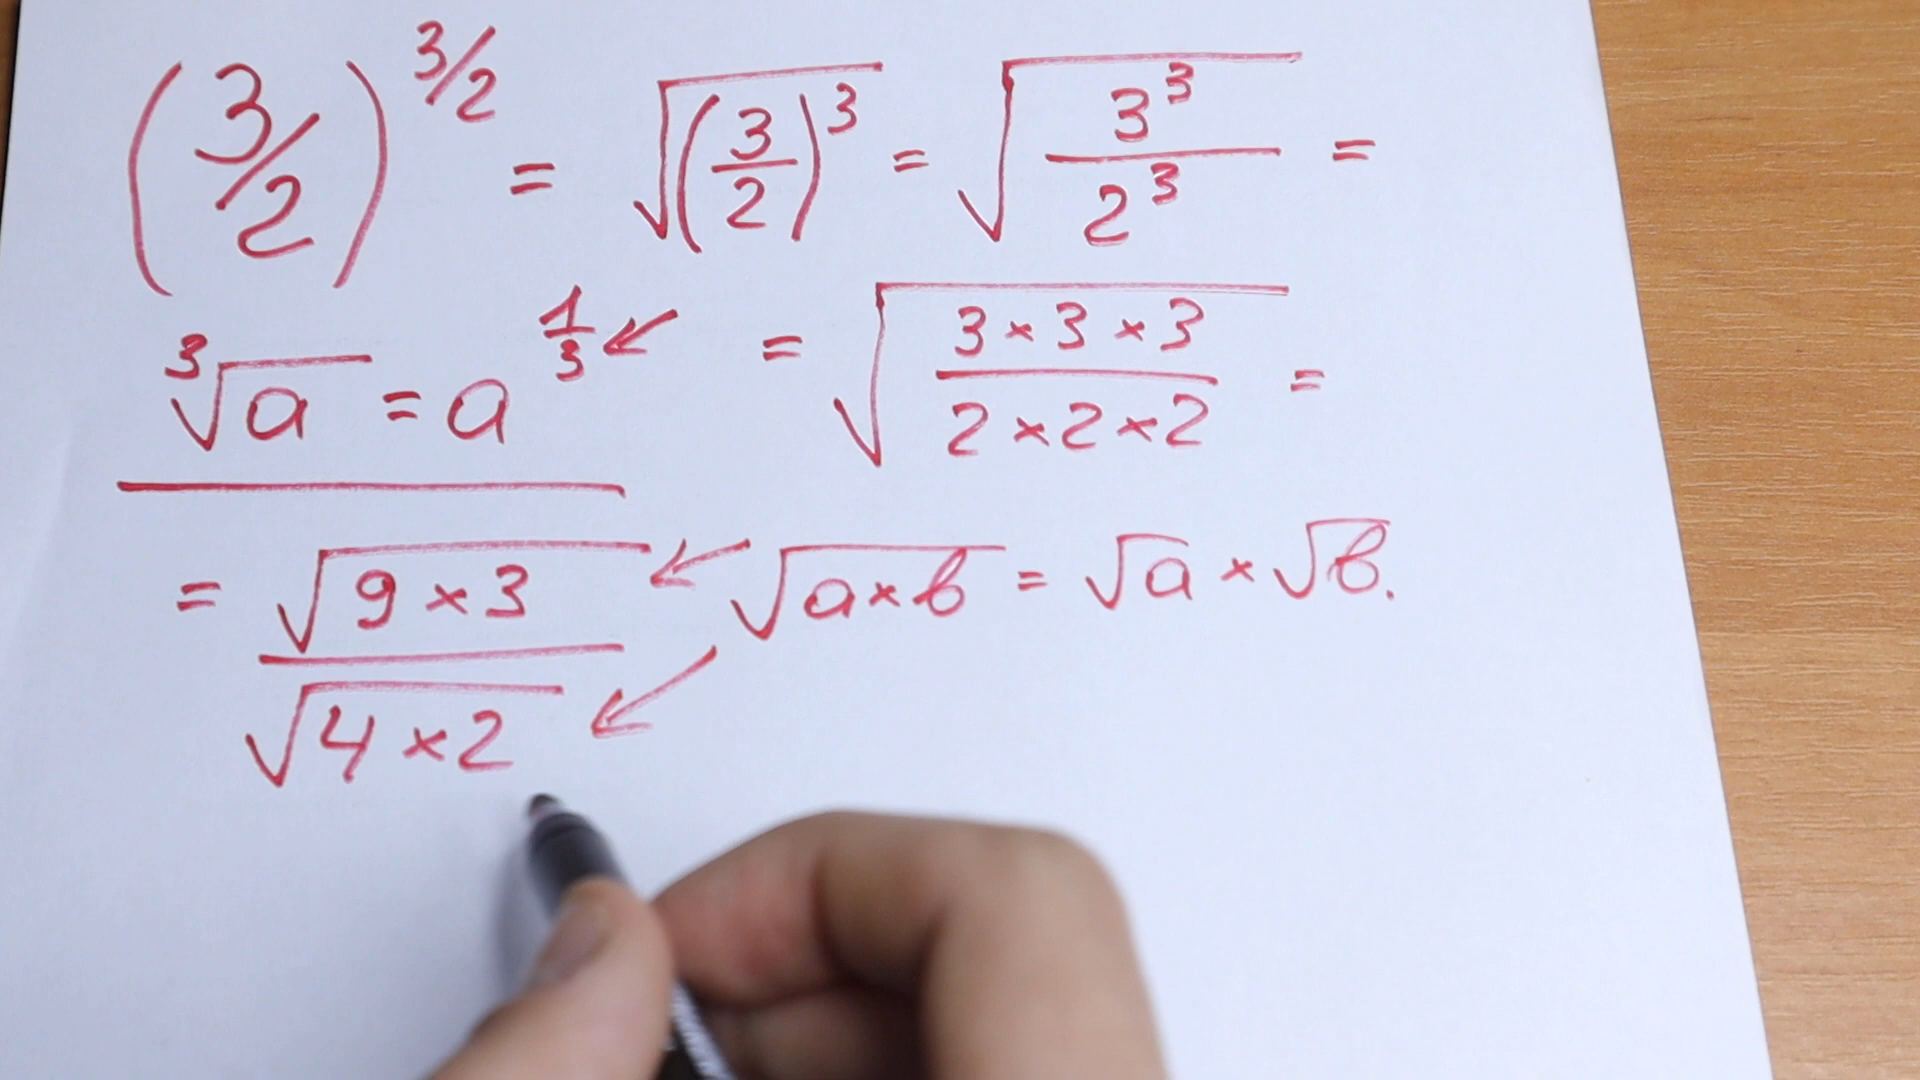 (3/2)^{3/2} = √((3/2)^3) = √(3^3/2^3) =
∛a = a^{1/3} ← = √((3×3×3)/(2×2×2)) =
= √(9×3)/√(4×2) ← √(a×b) = √a × √b.